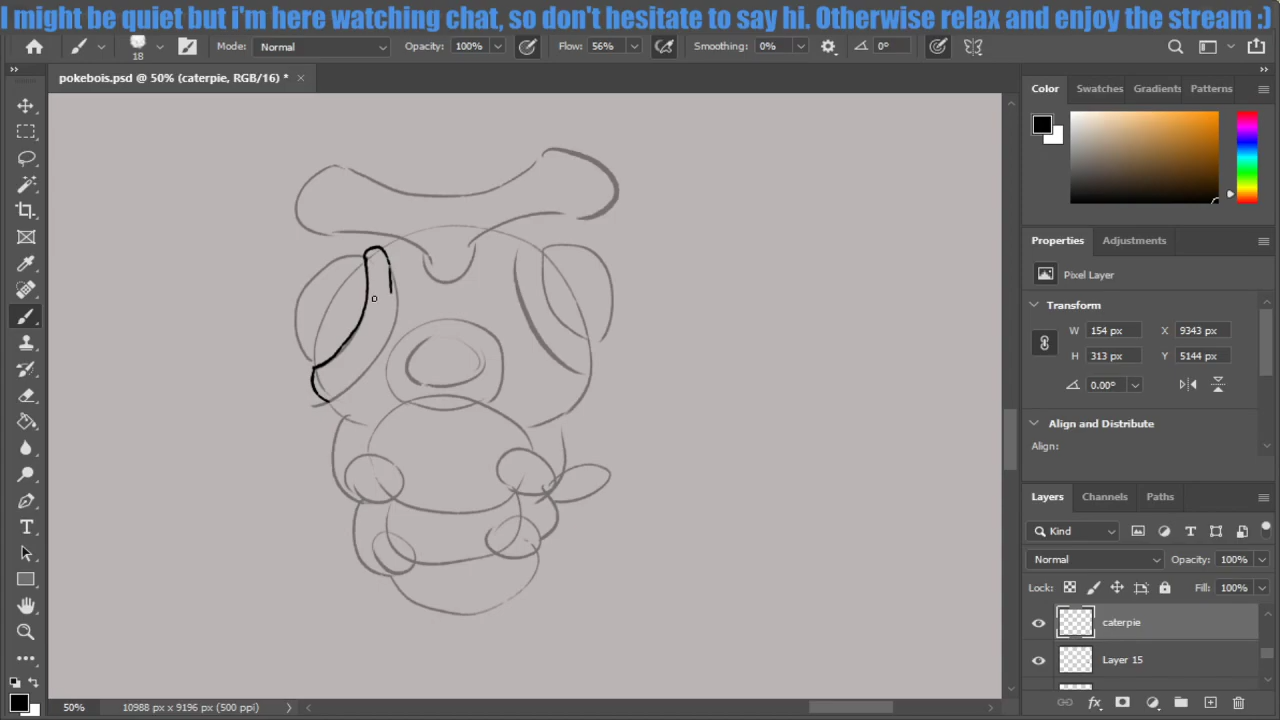 I might be quiet but i'm here watching chat, so don't hesitate to say hi. Otherwise relax and enjoy the stream :)
18
Mode: Normal
Opacity: 100%
Flow: 56%
Smoothing: 0%
0°
pokebois.psd @ 50% (caterpie, RGB/16) *
Color
Swatches
Gradients
Patterns
Properties
Adjustments
Pixel Layer
Transform
W 154 px X 9343 px
H 313 px Y 5144 px
0.00°
Align and Distribute
Align:
Layers
Channels
Paths
Kind
Normal
Opacity: 100%
Lock:
Fill: 100%
caterpie
Layer 15
50%
10988 px x 9196 px (500 ppi)